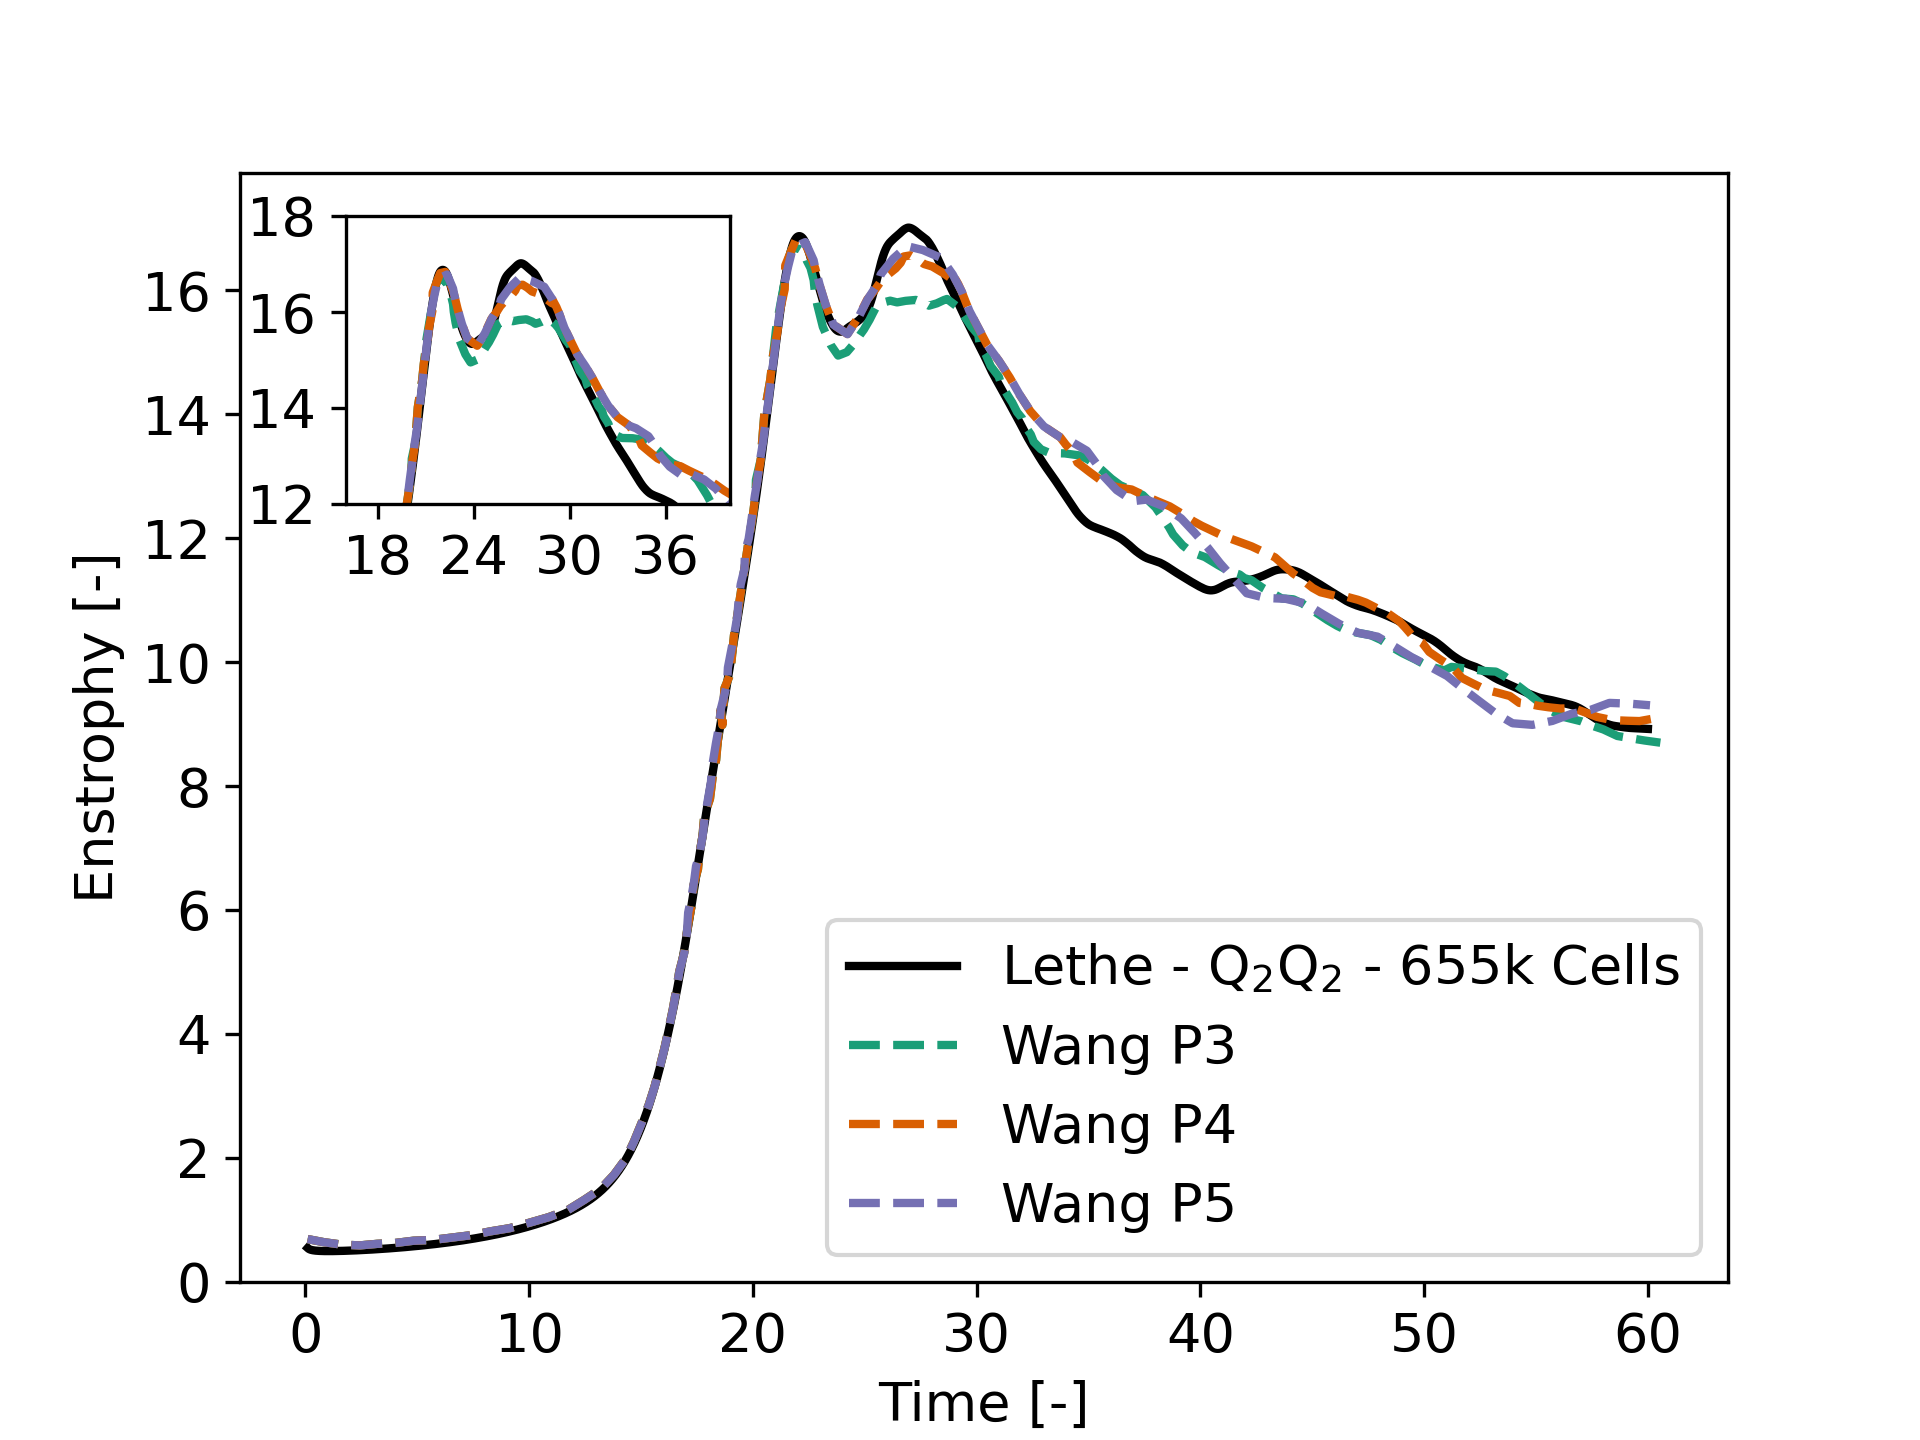 18
16
14
12
18 24 30 36
16
14
12
10
8
6
4
2
0
0 10 20 30 40 50 60
Enstrophy [-]
Time [-]
Lethe - Q₂Q₂ - 655k Cells
Wang P3
Wang P4
Wang P5